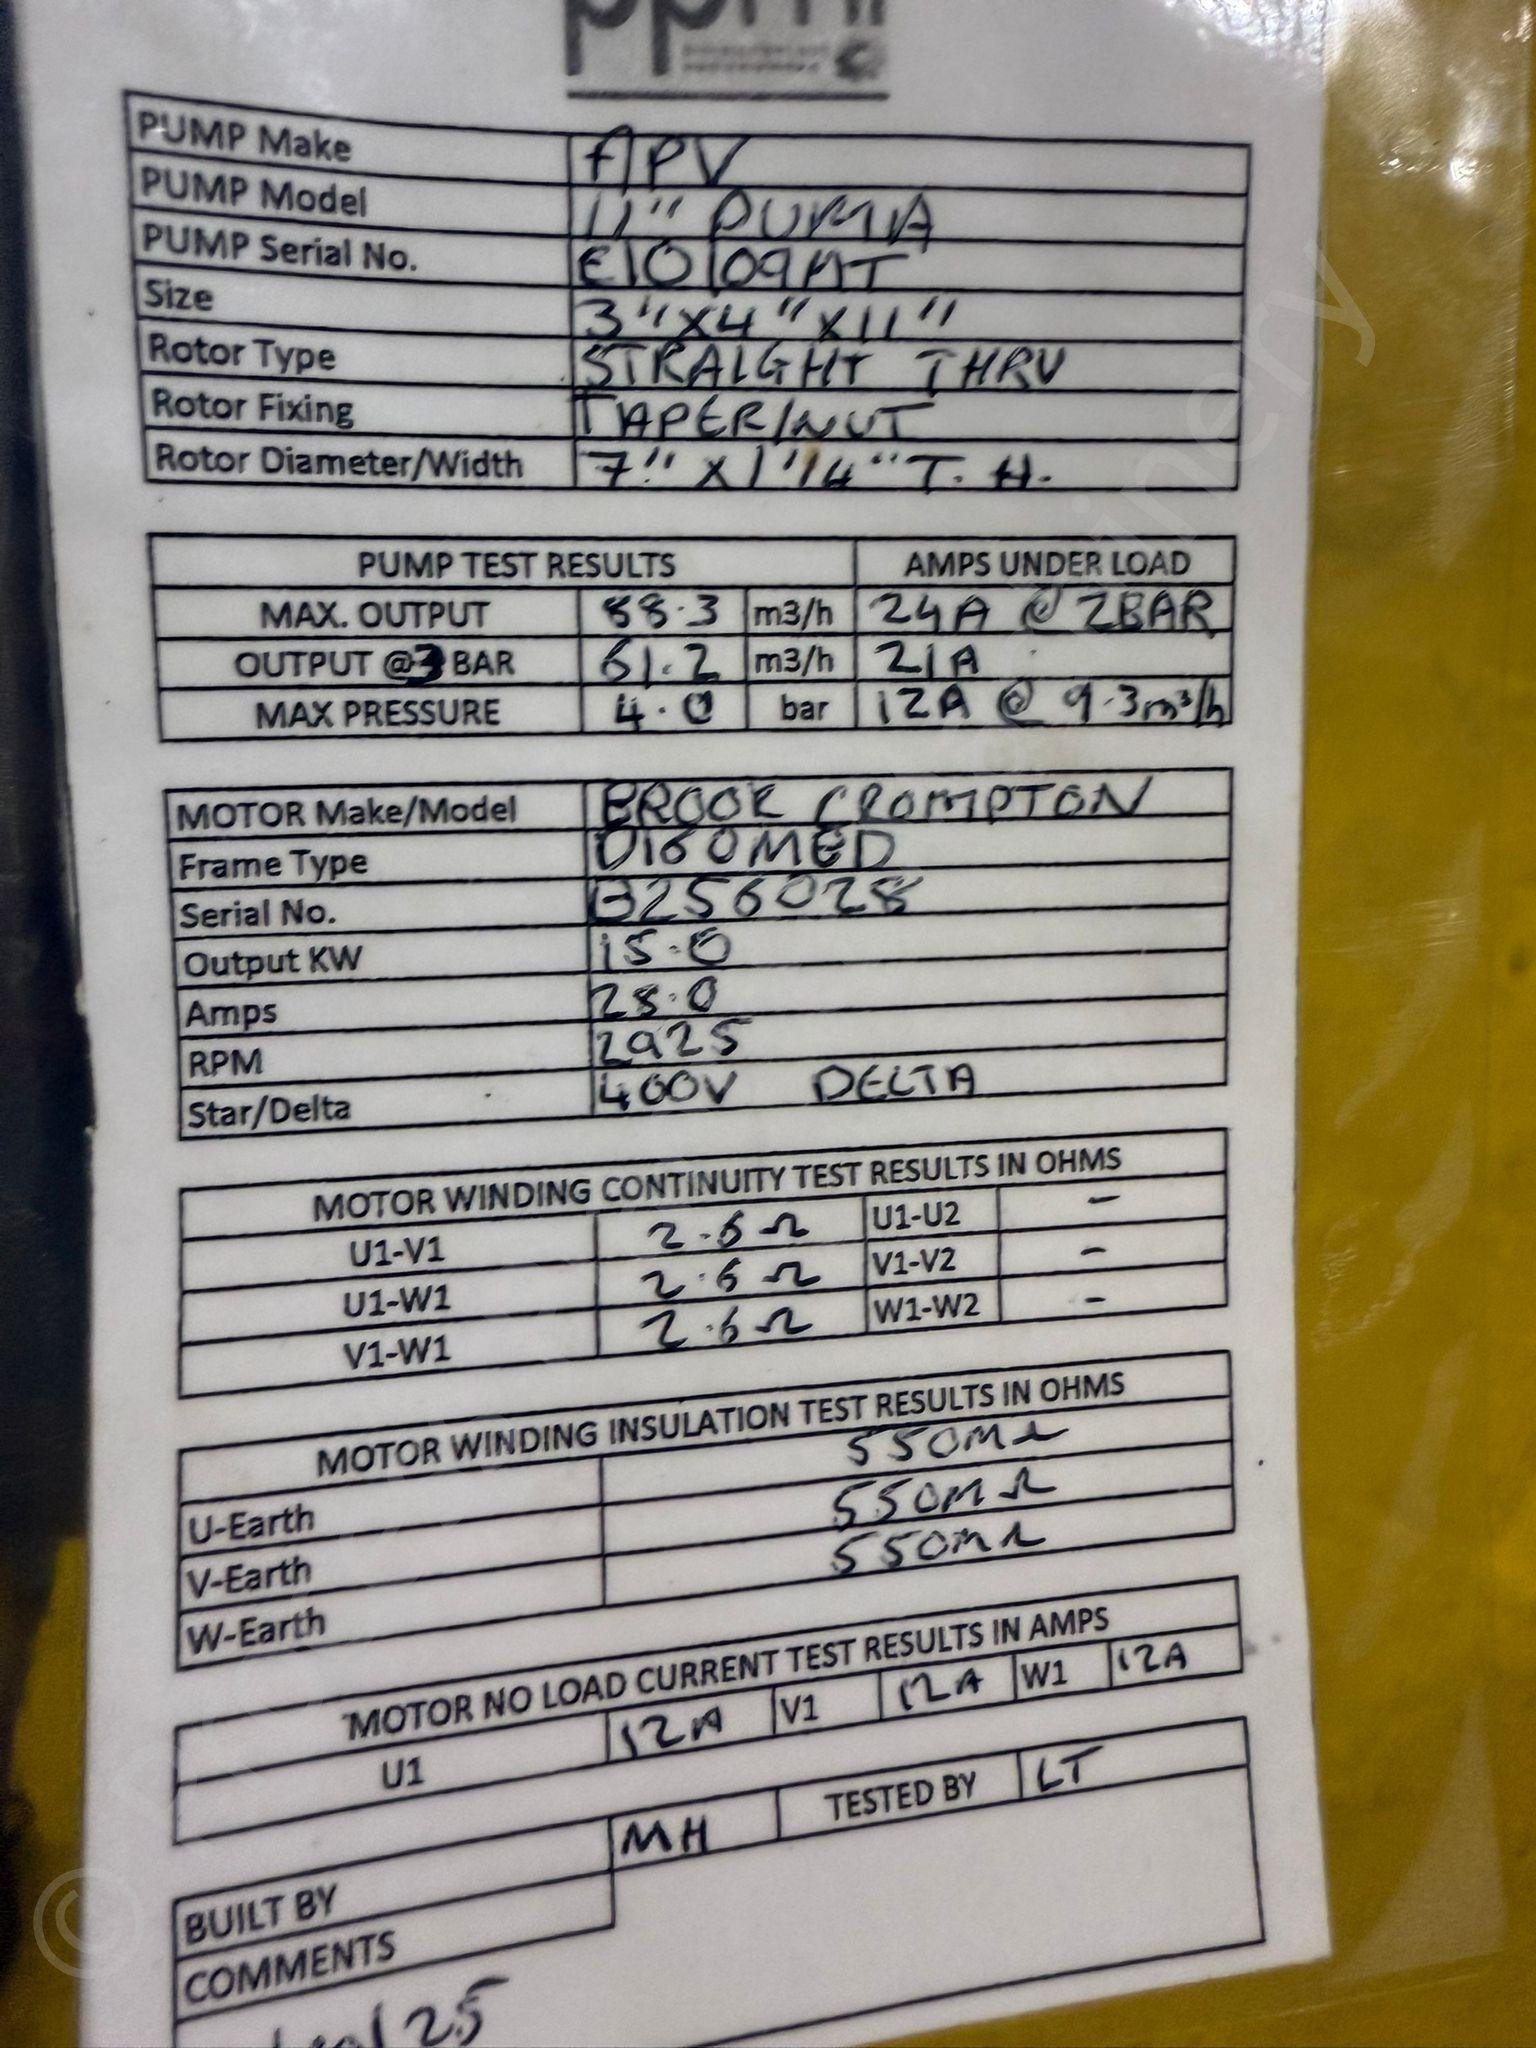 PUMP Make APV
PUMP Model 11" PUMA
PUMP Serial No. E10109MT
Size 3" X 4" X 11"
Rotor Type STRAIGHT THRU
Rotor Fixing TAPER/NUT
Rotor Diameter/Width 7" X 1 1/4" T.H.
PUMP TEST RESULTS AMPS UNDER LOAD
MAX. OUTPUT 88.3 m3/h 24A @ 2BAR
OUTPUT @3 BAR 61.2 m3/h 21A
MAX PRESSURE 4.0 bar 12A @ 9.3m³/h
MOTOR Make/Model BROOK CROMPTON
Frame Type D160MED
Serial No. B256028
Output KW 15.0
Amps 28.0
RPM 2925
Star/Delta 400V DELTA
MOTOR WINDING CONTINUITY TEST RESULTS IN OHMS
U1-V1 2.6Ω U1-U2 -
U1-W1 2.6Ω V1-V2 -
V1-W1 2.6Ω W1-W2 -
MOTOR WINDING INSULATION TEST RESULTS IN OHMS
U-Earth 550MΩ
V-Earth 550MΩ
W-Earth 550MΩ
MOTOR NO LOAD CURRENT TEST RESULTS IN AMPS
U1 12A V1 12A W1 12A
BUILT BY MH TESTED BY LT
COMMENTS